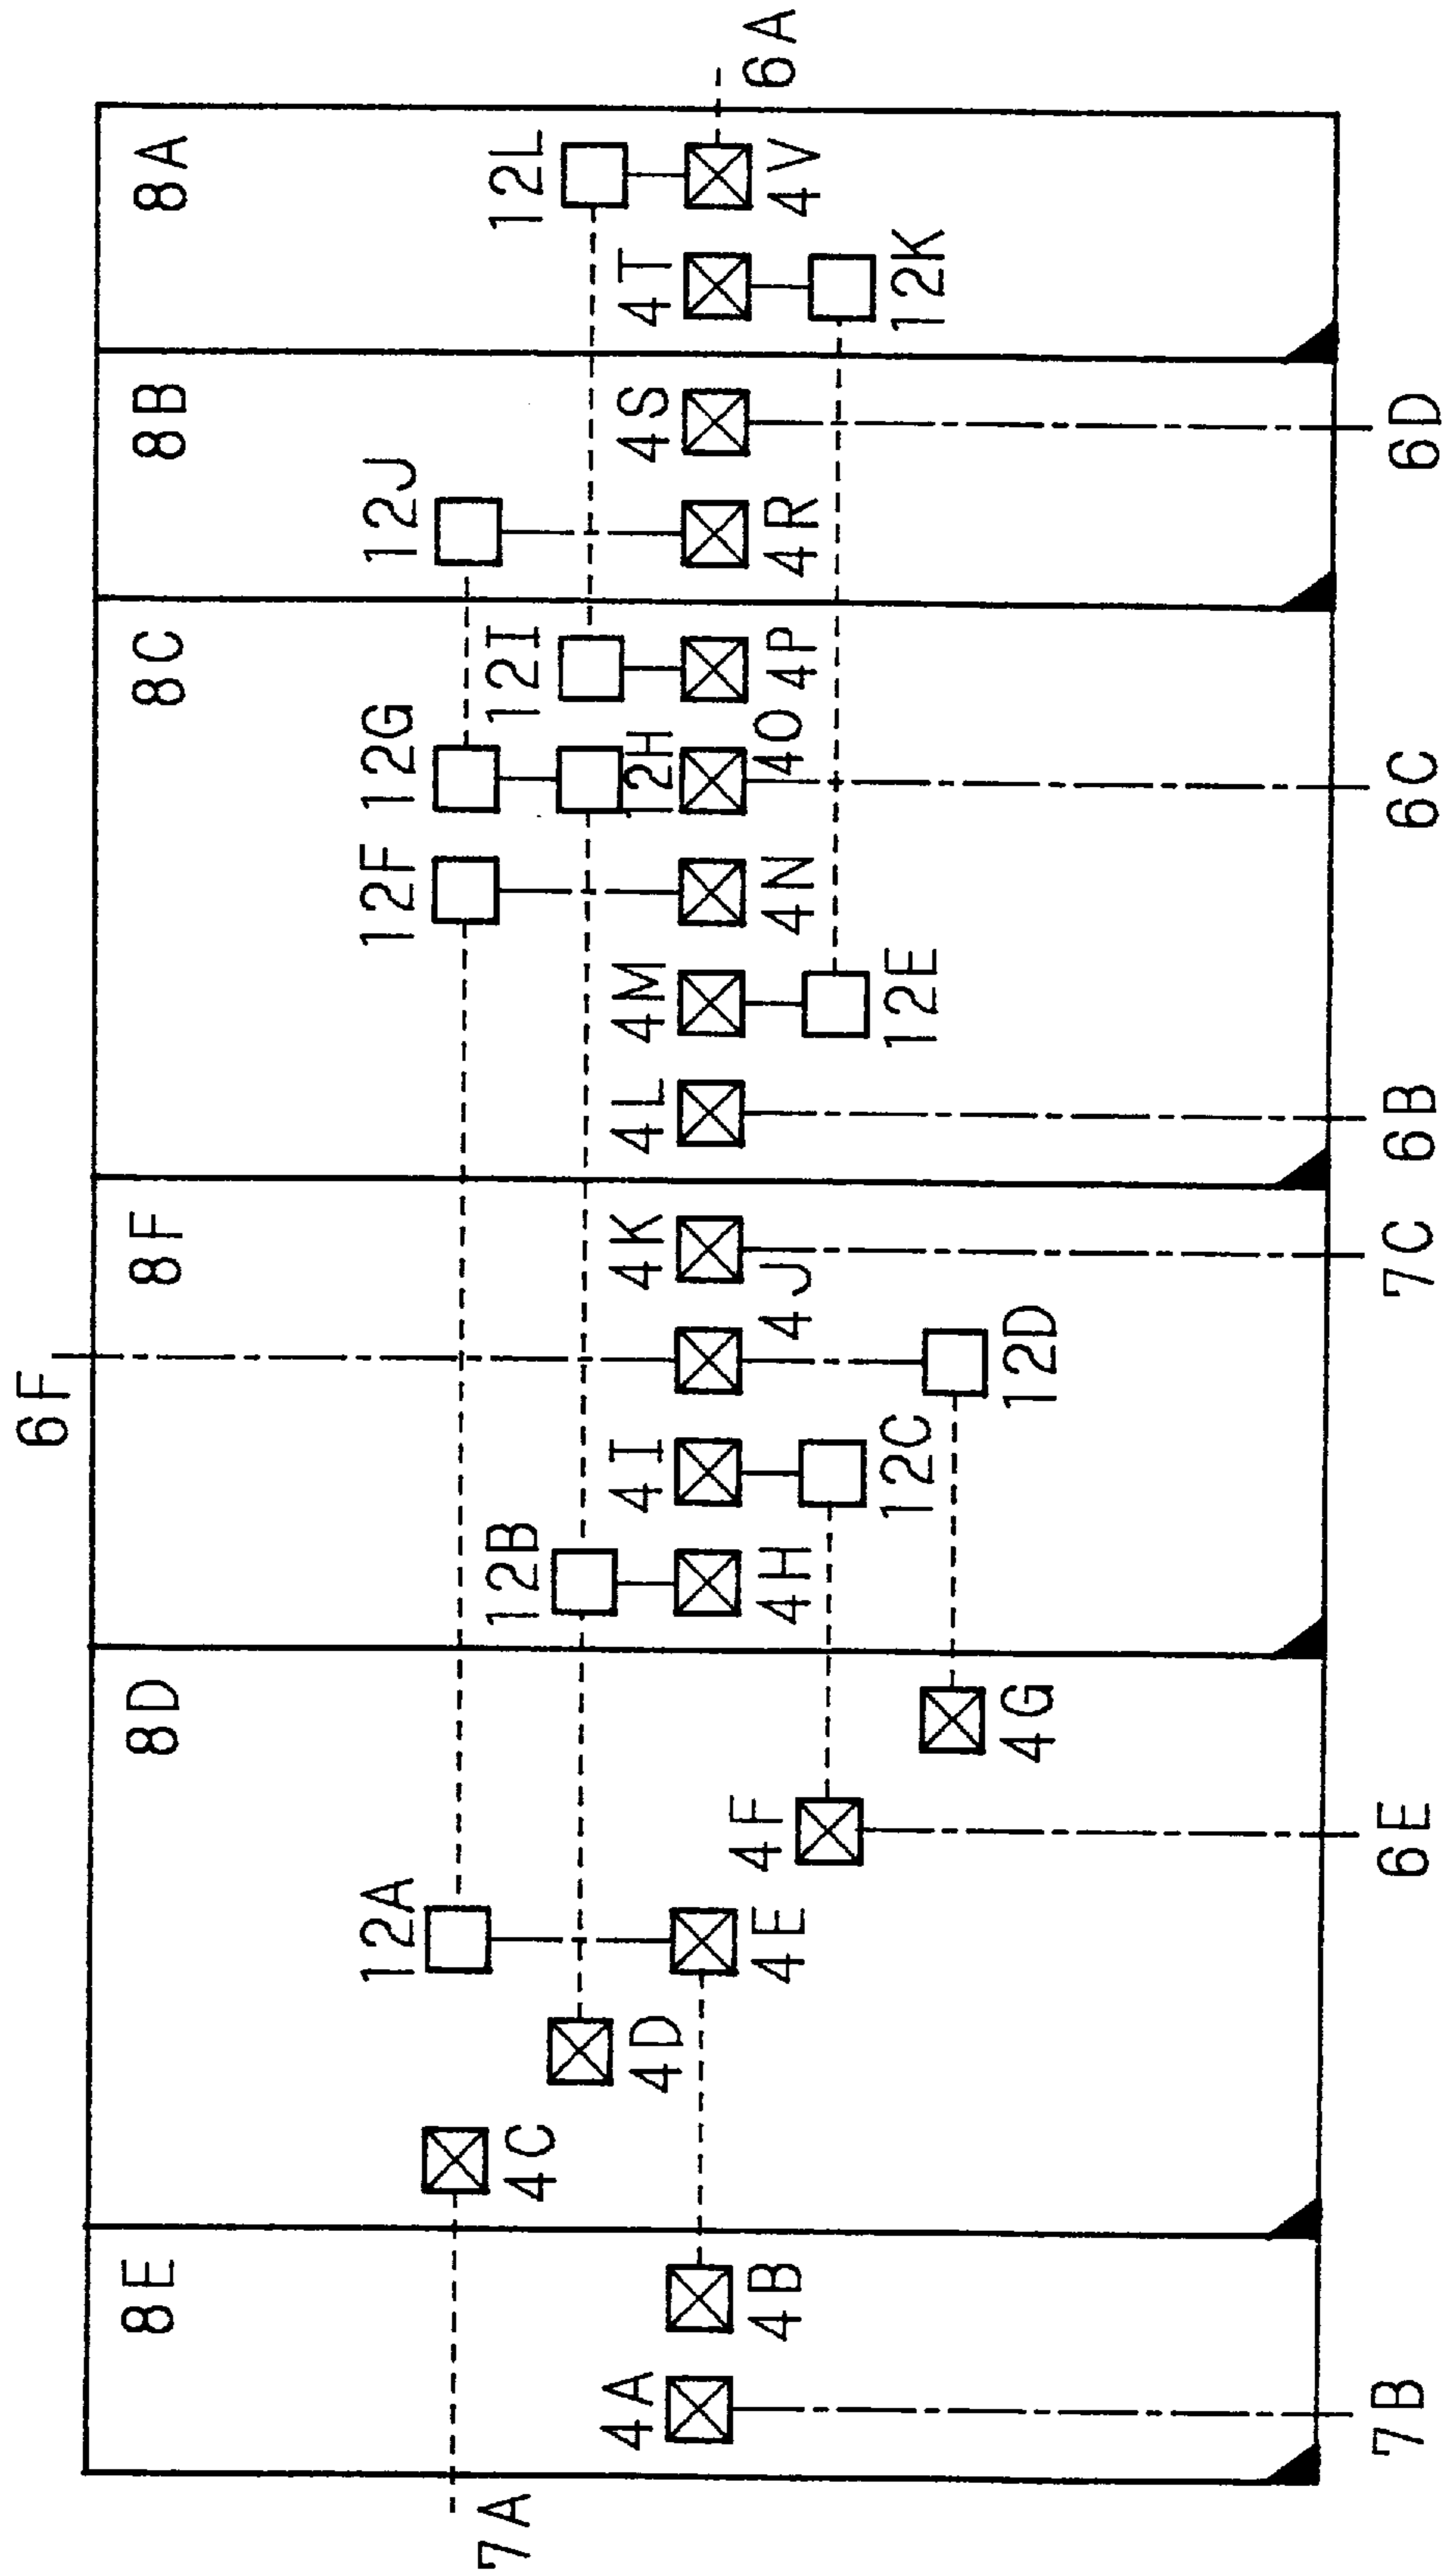 6F
8E 8D 8F 8C 8B 8A
12A 12F 12G 12J
7A 4C 12B 12I 12L
4A 4D 4I 4K 4L 4M 12H 4S 4T
4B 4E 4F 4H 4J 4N 4O 4P 4R 4V 6A
12C 12E 12K
4G 12D
7B 6E 7C 6B 6C 6D